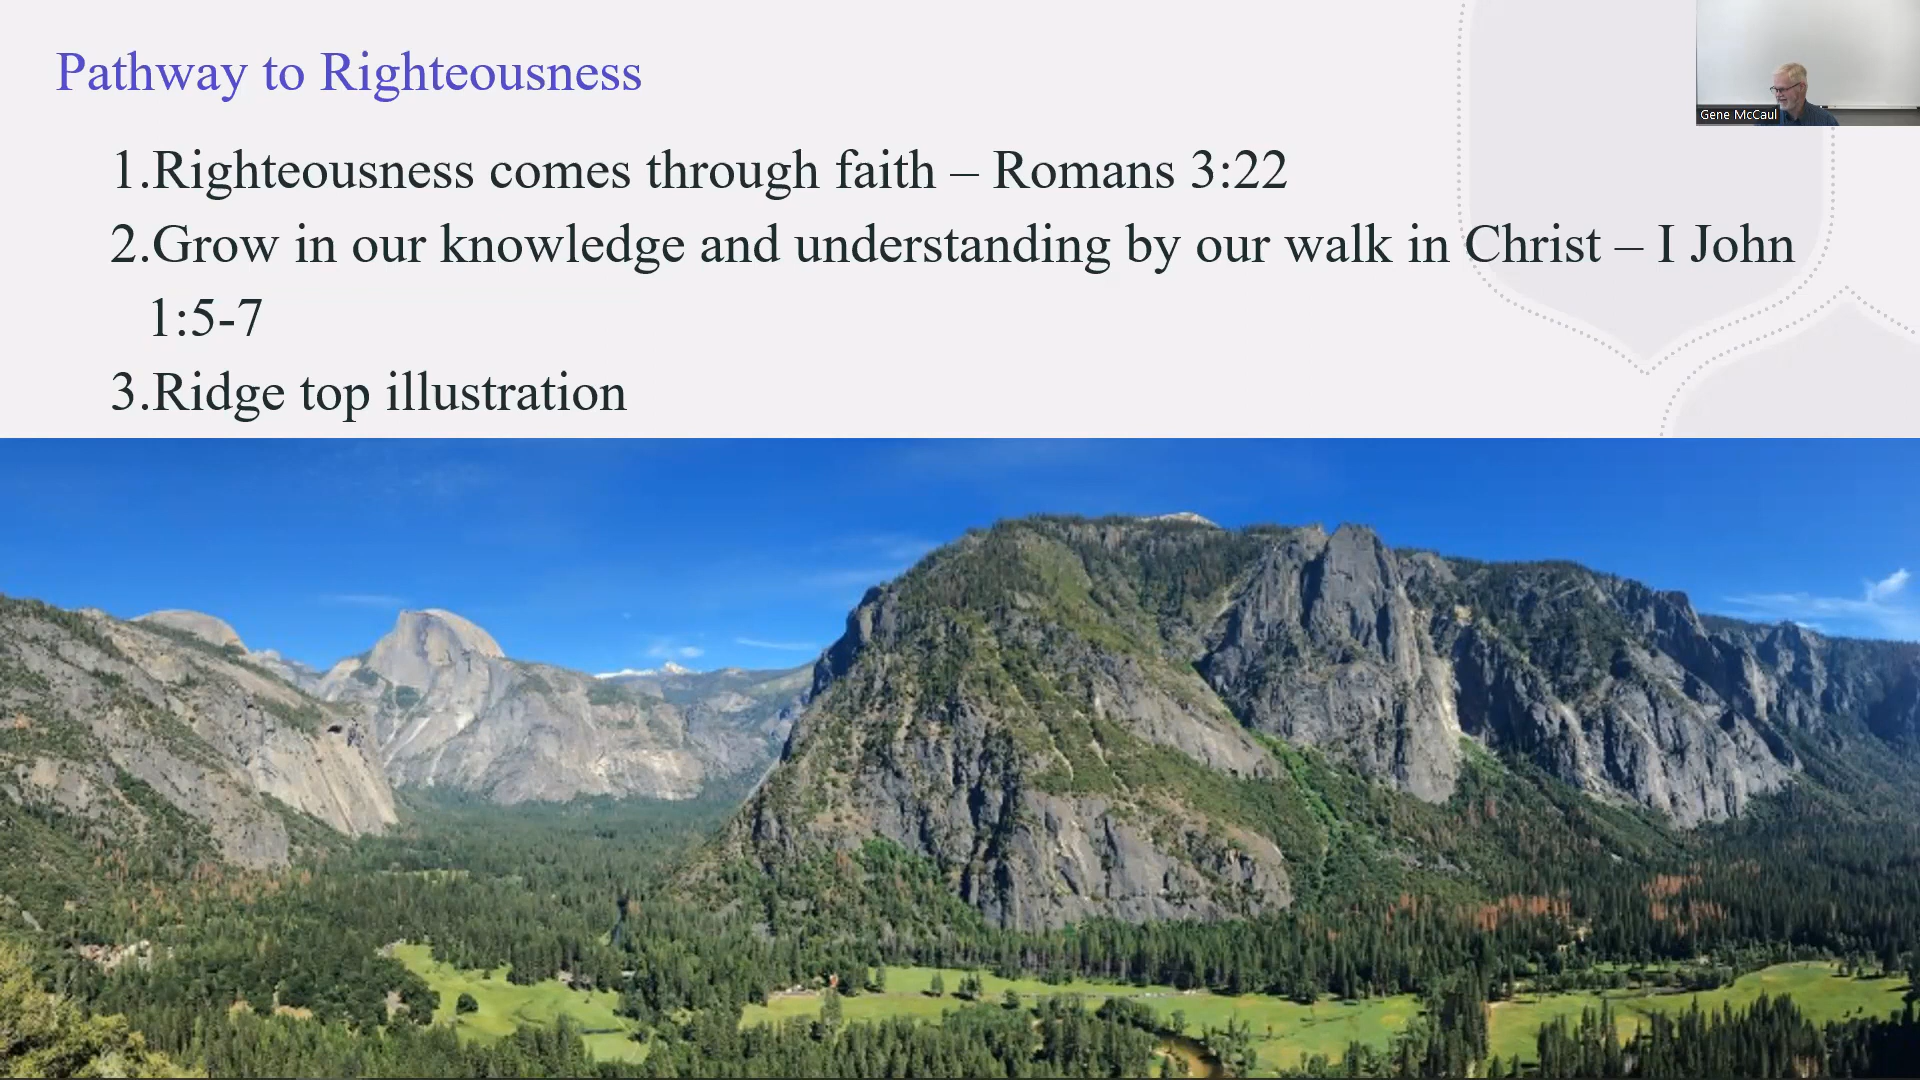 Pathway to Righteousness
Gene McCaul
1.Righteousness comes through faith – Romans 3:22
2.Grow in our knowledge and understanding by our walk in Christ – I John
1:5-7
3.Ridge top illustration